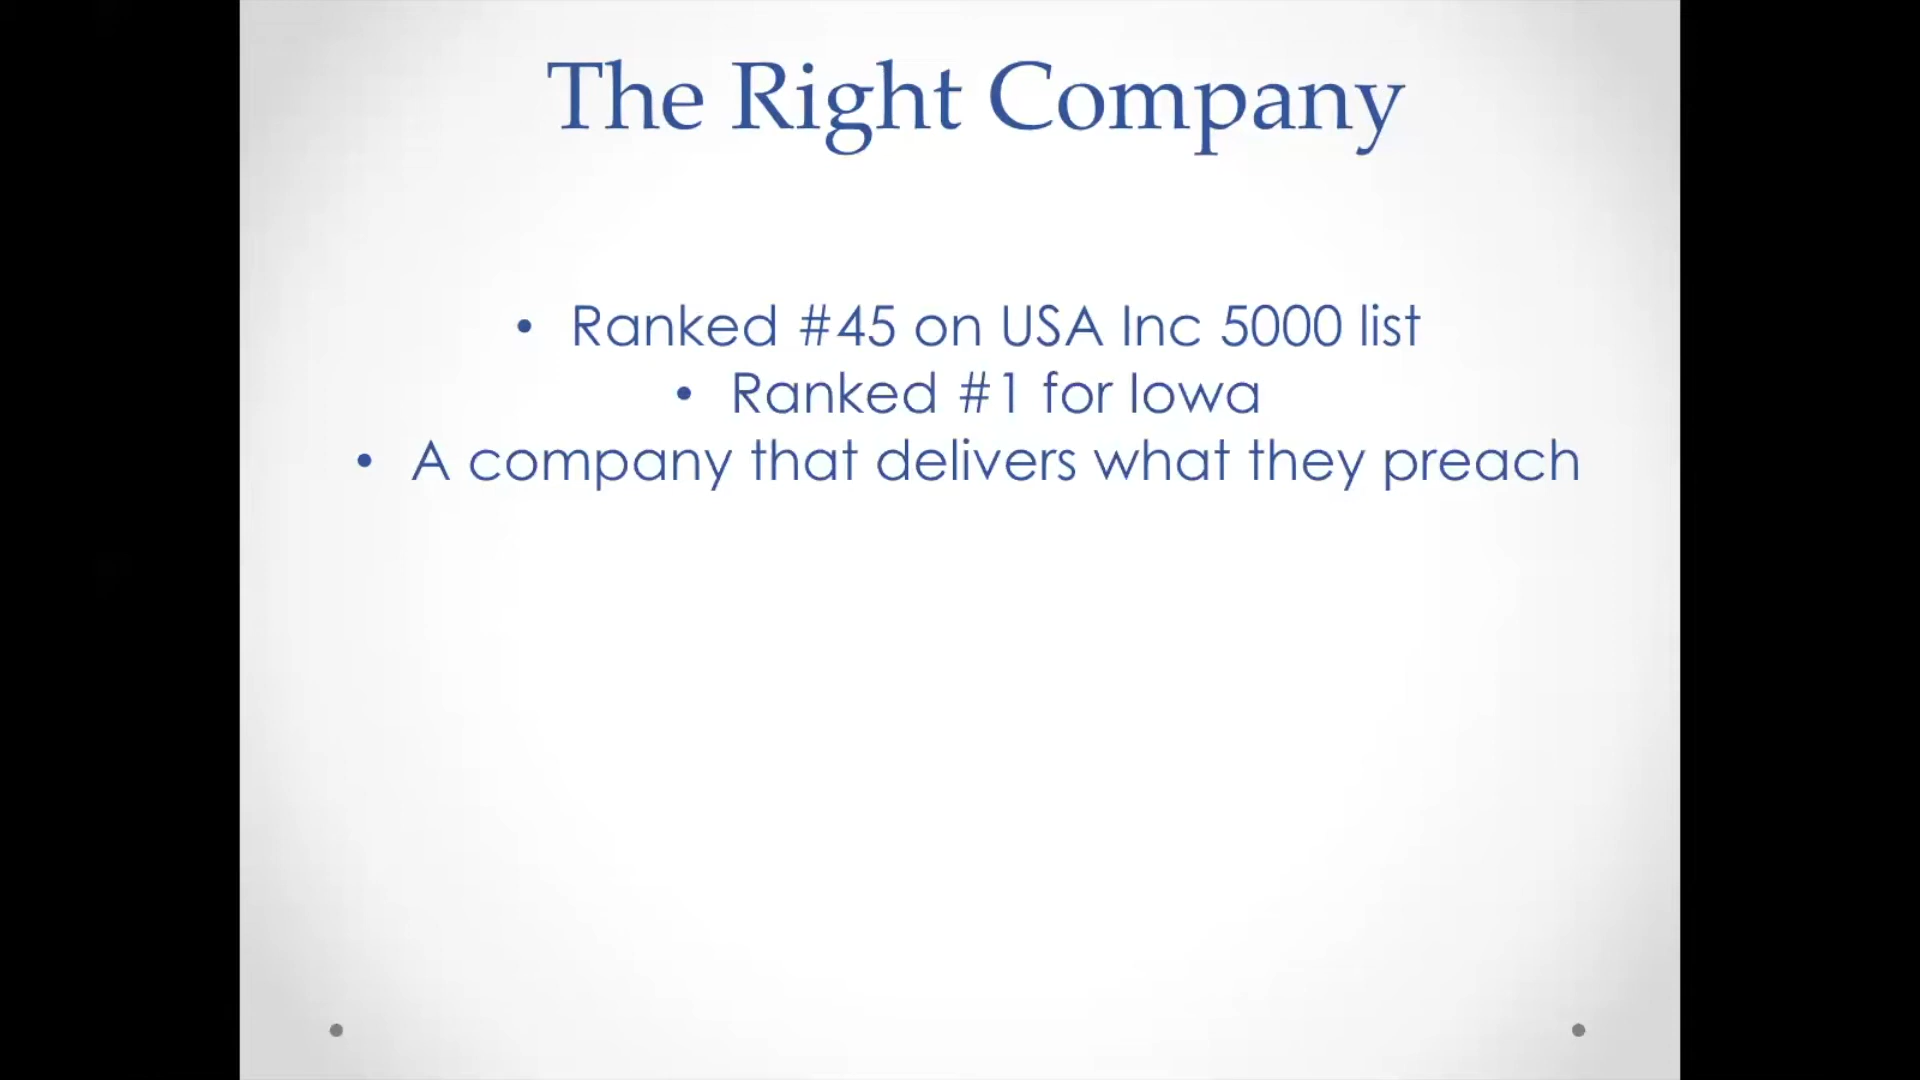 The Right Company
• Ranked #45 on USA Inc 5000 list
• Ranked #1 for Iowa
• A company that delivers what they preach